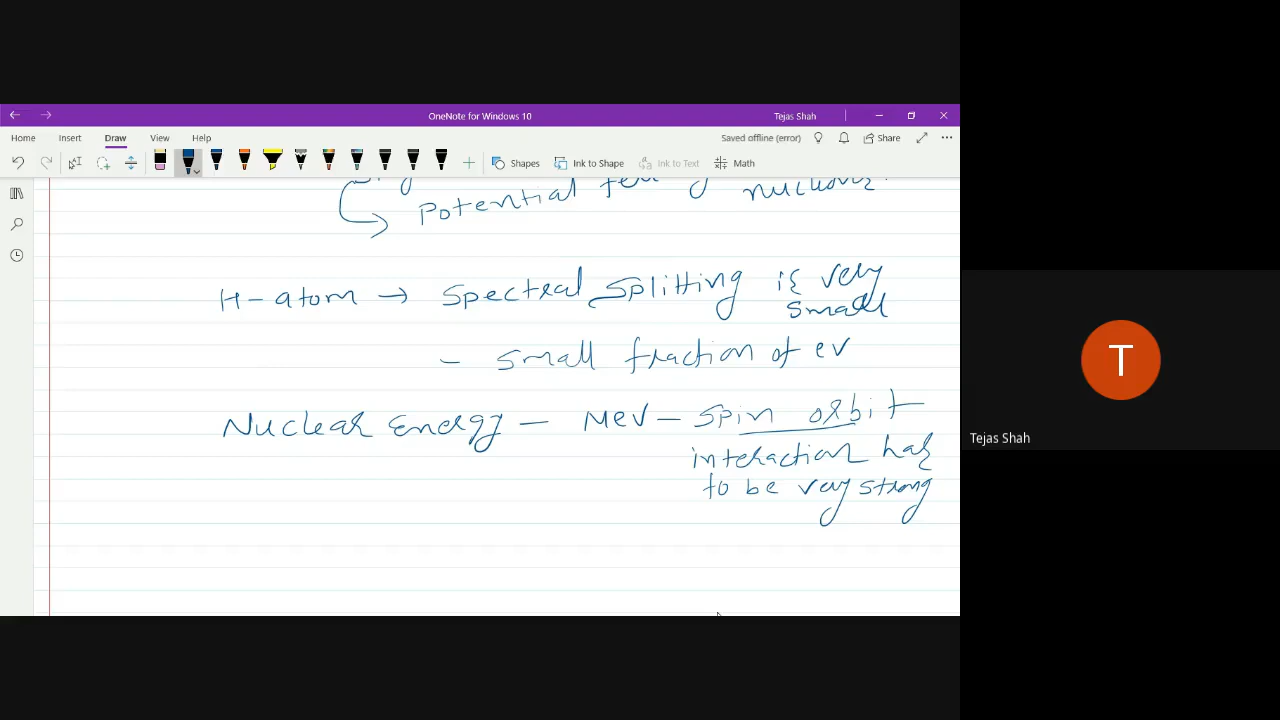 OneNote for Windows 10
Tejas Shah
Home Insert Draw View Help
Saved offline (error)
Share
Shapes
Ink to Shape
Ink to Text
Math
Potential
H-atom → spectral splitting is very small
- small fraction of ev
Nuclear Energy - Mev - spin orbit
interaction has
to be very strong
T
Tejas Shah